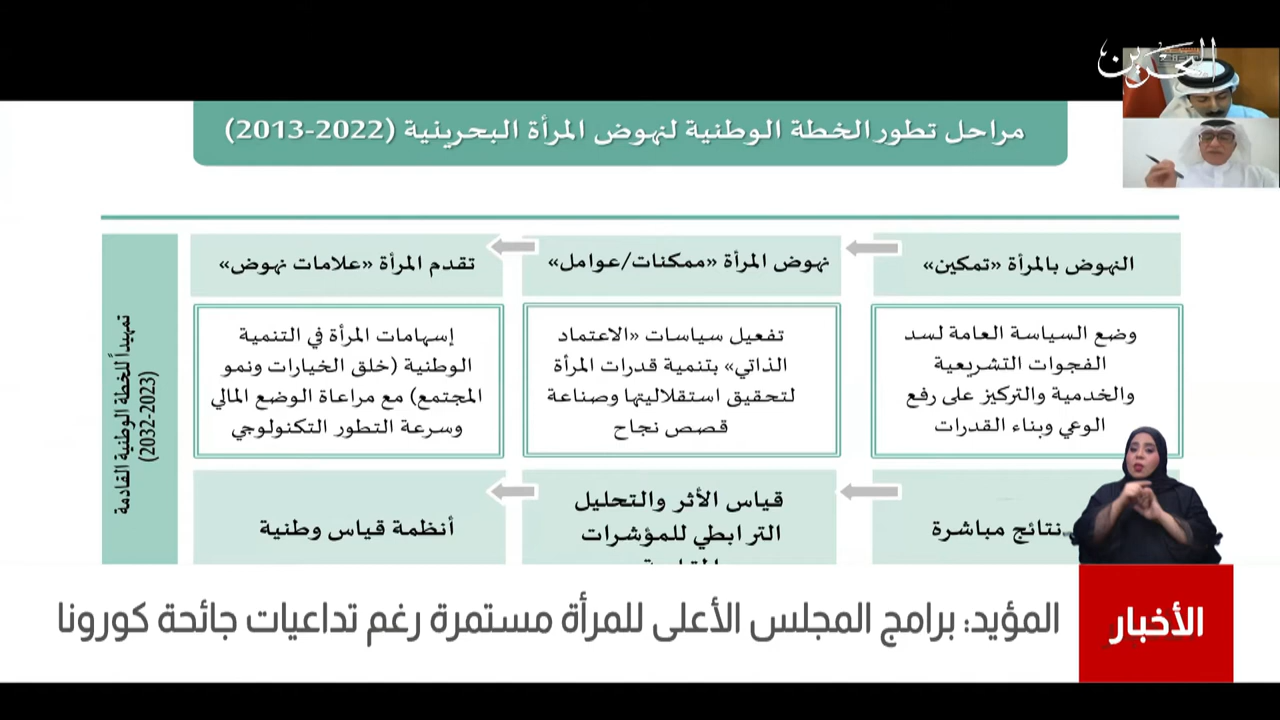 البحرين
مراحل تطور الخطة الوطنية لنهوض المرأة البحرينية (2013-2022)
النهوض بالمرأة «تمكين»
نهوض المرأة «ممكنات/عوامل»
تقدم المرأة «علامات نهوض»
وضع السياسة العامة لسد
الفجوات التشريعية
والخدمية والتركيز على رفع
الوعي وبناء القدرات
تفعيل سياسات «الاعتماد
الذاتي» بتنمية قدرات المرأة
لتحقيق استقلاليتها وصناعة
قصص نجاح
إسهامات المرأة في التنمية
الوطنية (خلق الخيارات ونمو
المجتمع) مع مراعاة الوضع المالي
وسرعة التطور التكنولوجي
نتائج مباشرة
قياس الأثر والتحليل
الترابطي للمؤشرات
أنظمة قياس وطنية
تمهيداً للخطة الوطنية القادمة
(2032-2023)
الأخبار
المؤيد: برامج المجلس الأعلى للمرأة مستمرة رغم تداعيات جائحة كورونا